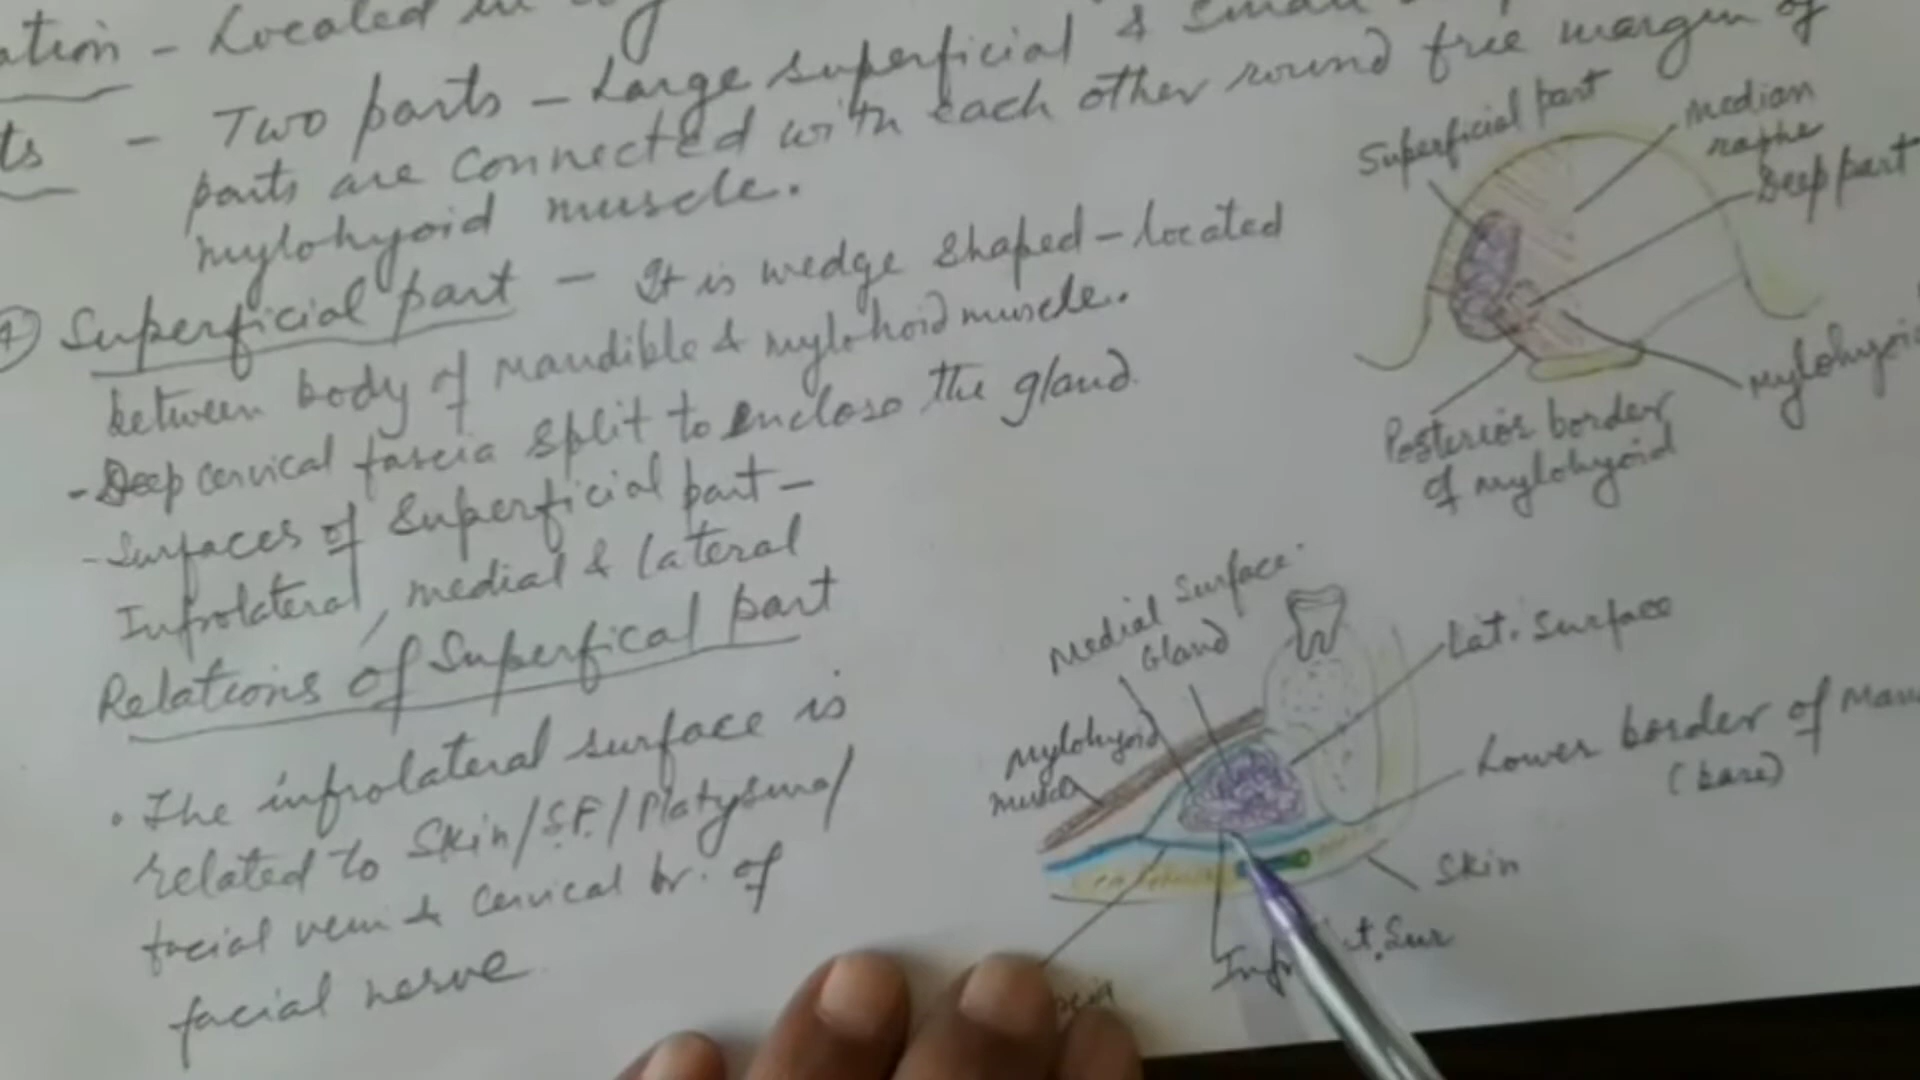 ation - Located in
ts - Two parts - Large superficial & Small
parts are connected with each other round free margin of
mylohyoid muscle.
Superficial part - It is wedge shaped - located
between body of mandible & mylohoid muscle.
- Deep cervical fascia split to enclose the gland
- Surfaces of Superficial part -
Infrolateral, medial & lateral
Relations of Superfical part
• The infrolateral surface is
related to Skin/S.F./Platysma/
facial vein & cervical br. of
facial nerve
Superficial part
median
raphe
Deep part
mylohyoi
Posterior border
of mylohyoid
Medial Surface
Gland
Lat. Surface
mylohyoid
muscle
Lower border of Man
(base)
Skin
t. Sur